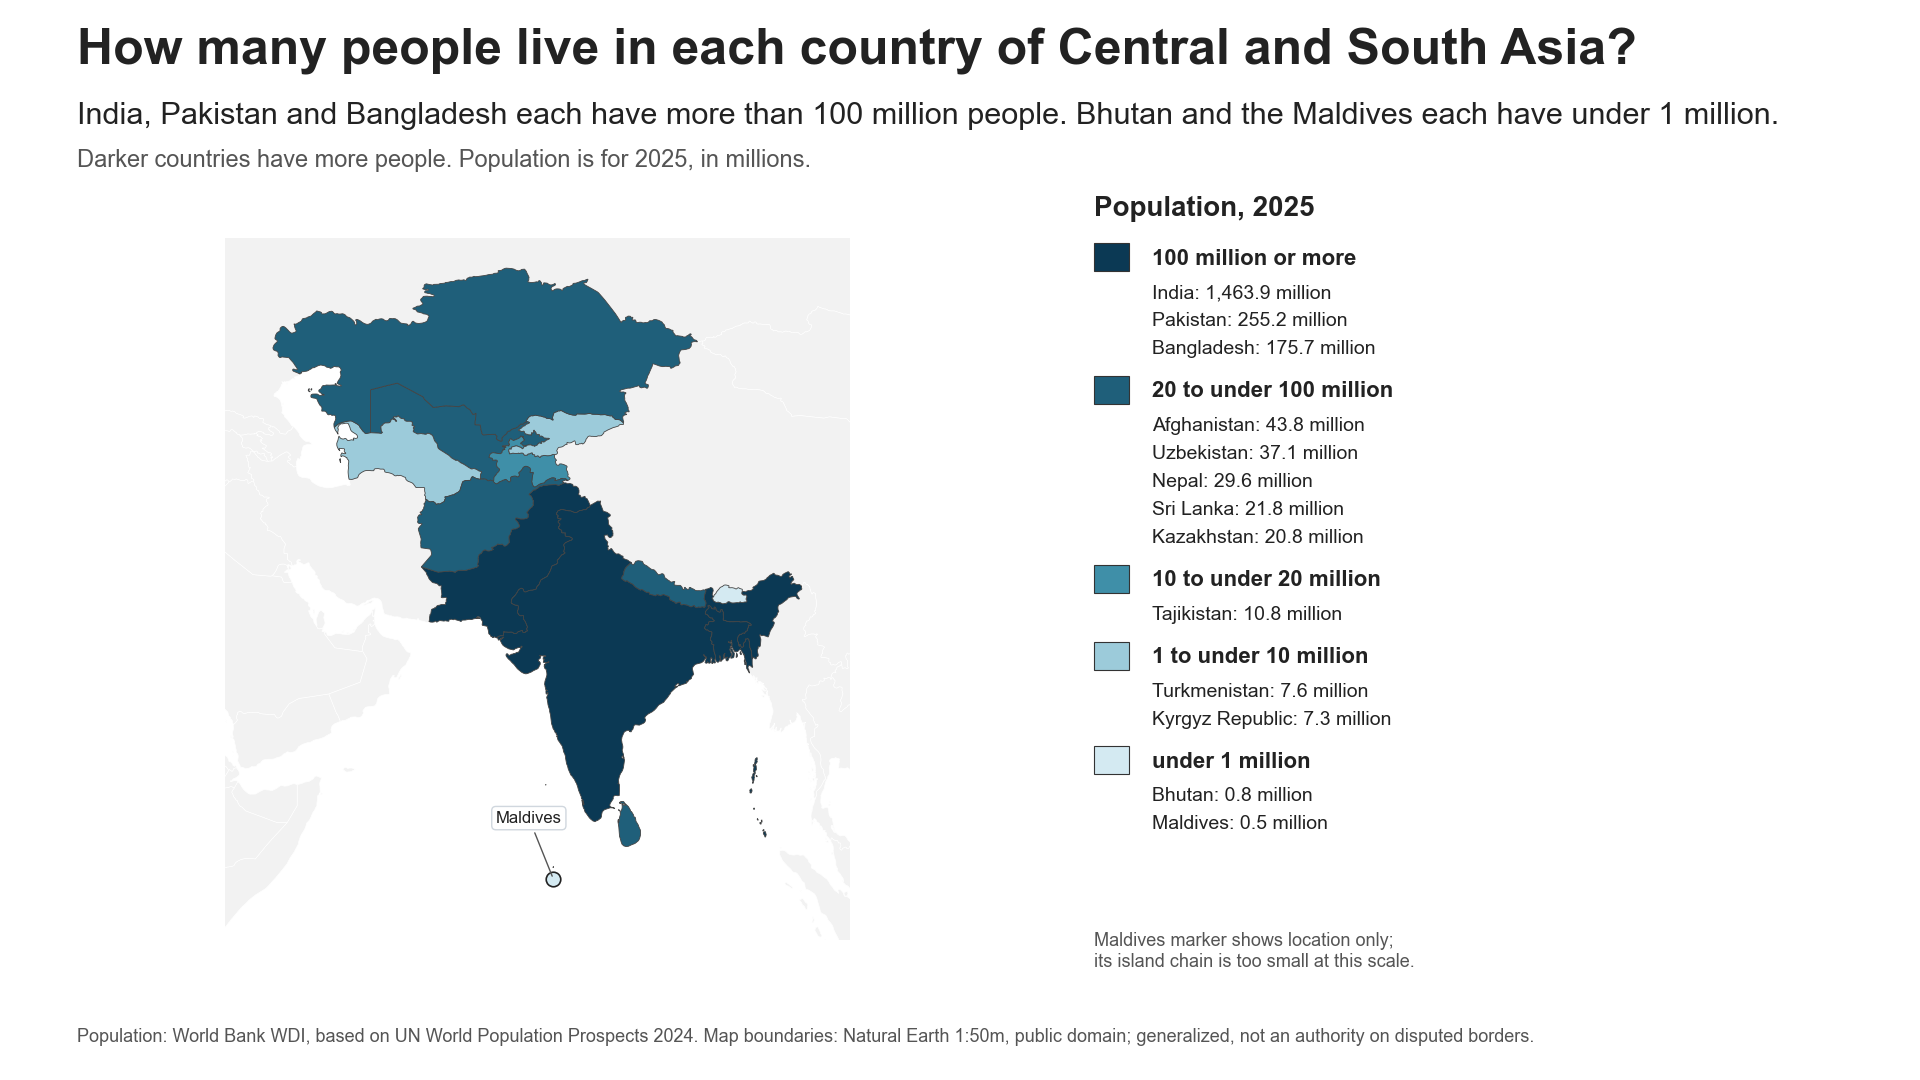 How many people live in each country of Central and South Asia?
India, Pakistan and Bangladesh each have more than 100 million people. Bhutan and the Maldives each have under 1 million.
Darker countries have more people. Population is for 2025, in millions.
Population, 2025
100 million or more
India: 1,463.9 million
Pakistan: 255.2 million
Bangladesh: 175.7 million
20 to under 100 million
Afghanistan: 43.8 million
Uzbekistan: 37.1 million
Nepal: 29.6 million
Sri Lanka: 21.8 million
Kazakhstan: 20.8 million
10 to under 20 million
Tajikistan: 10.8 million
1 to under 10 million
Turkmenistan: 7.6 million
Kyrgyz Republic: 7.3 million
under 1 million
Bhutan: 0.8 million
Maldives: 0.5 million
Maldives
Maldives marker shows location only;
its island chain is too small at this scale.
Population: World Bank WDI, based on UN World Population Prospects 2024. Map boundaries: Natural Earth 1:50m, public domain; generalized, not an authority on disputed borders.